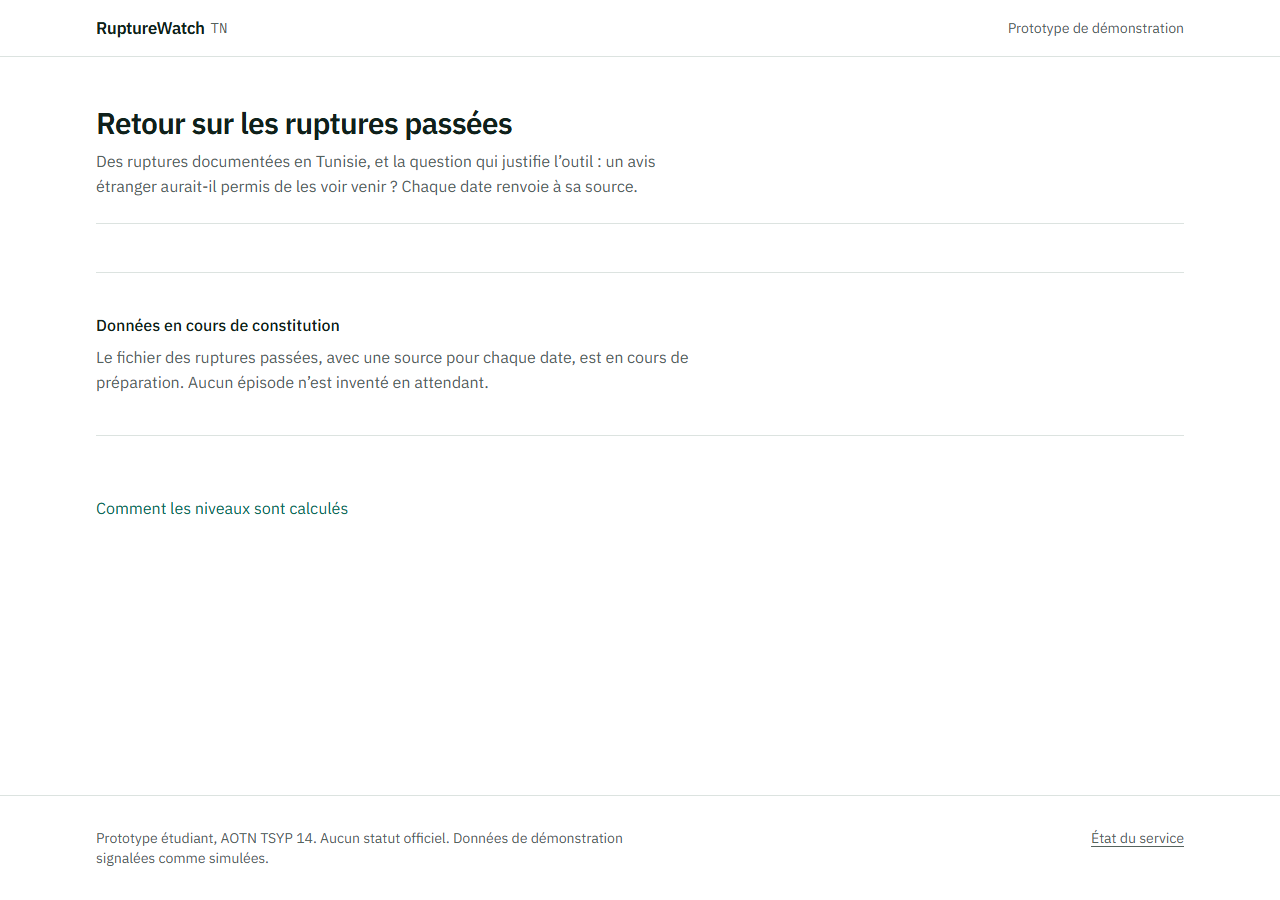 RuptureWatch TN
Prototype de démonstration
Retour sur les ruptures passées
Des ruptures documentées en Tunisie, et la question qui justifie l’outil : un avis
étranger aurait-il permis de les voir venir ? Chaque date renvoie à sa source.
Données en cours de constitution
Le fichier des ruptures passées, avec une source pour chaque date, est en cours de
préparation. Aucun épisode n’est inventé en attendant.
Comment les niveaux sont calculés
Prototype étudiant, AOTN TSYP 14. Aucun statut officiel. Données de démonstration
signalées comme simulées.
État du service